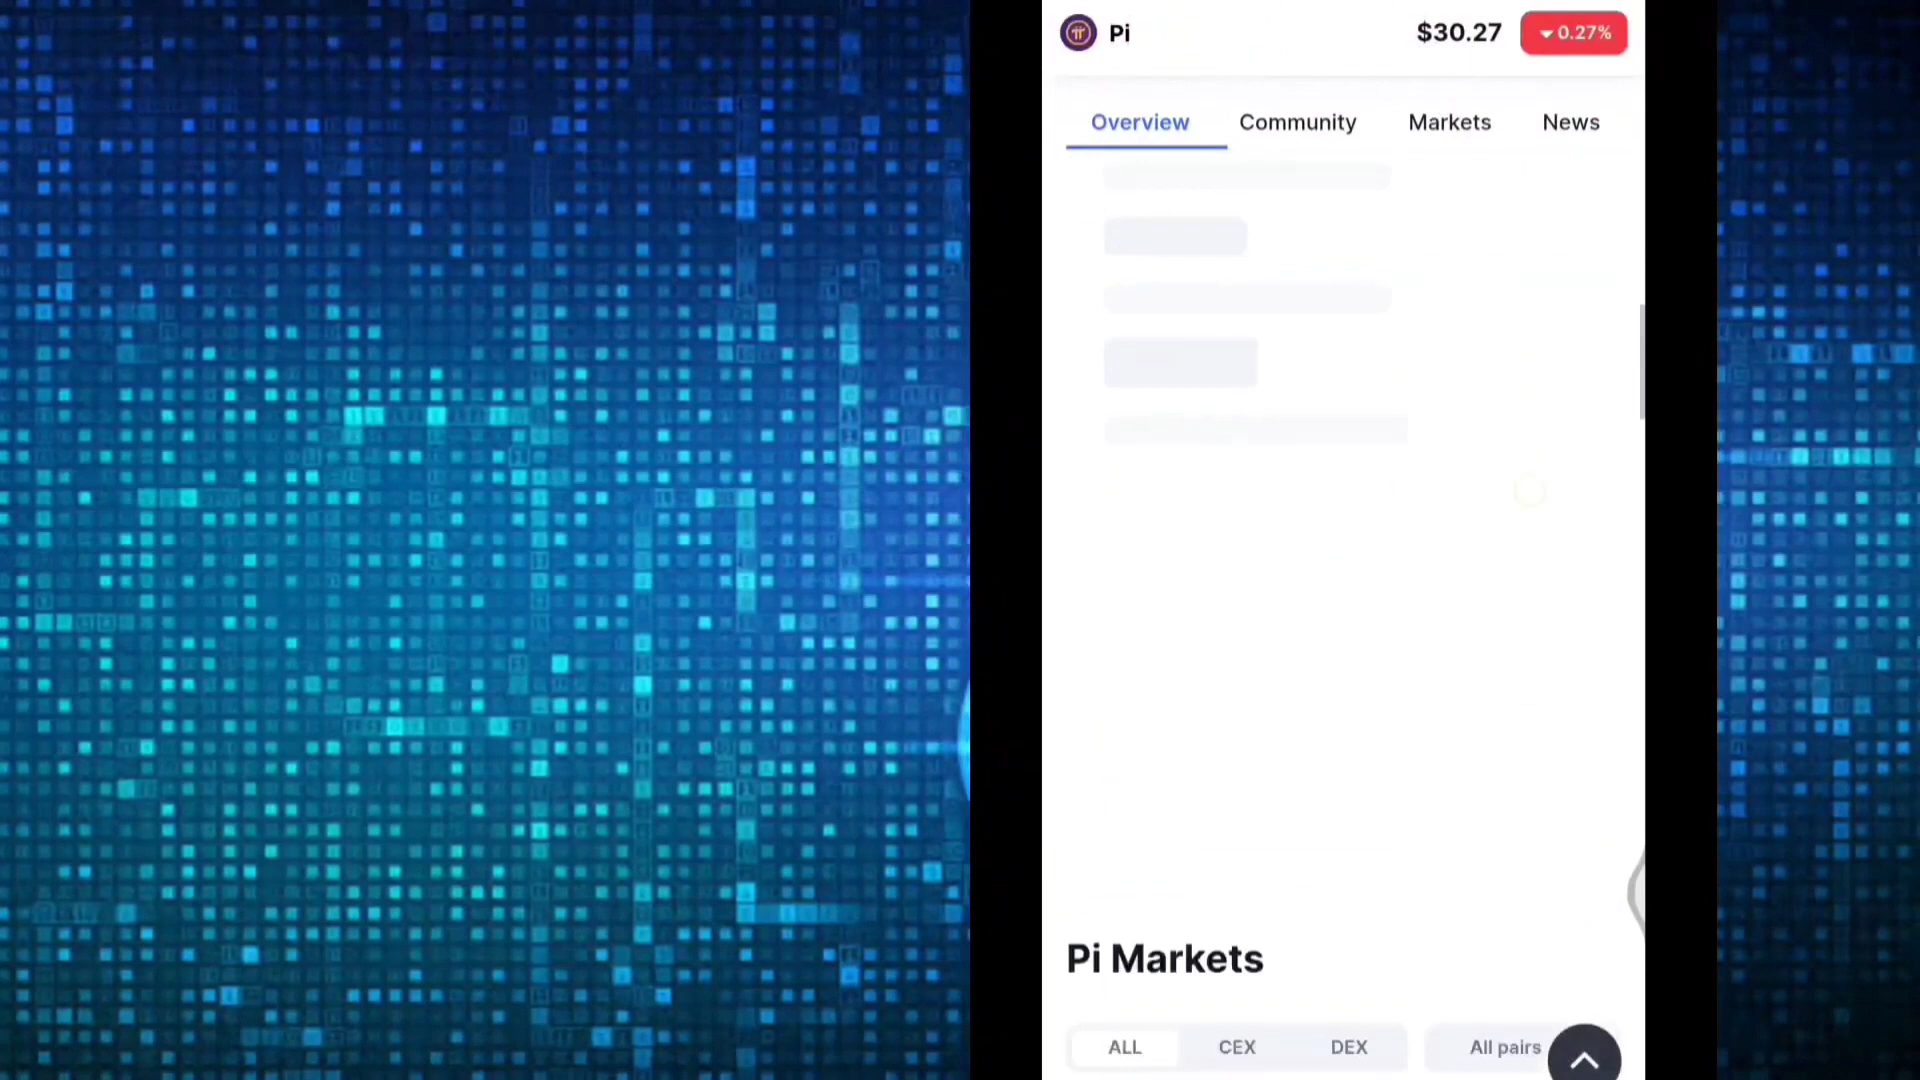 Pi $30.27 0.27%
Overview Community Markets News
Pi Markets
ALL CEX DEX All pairs